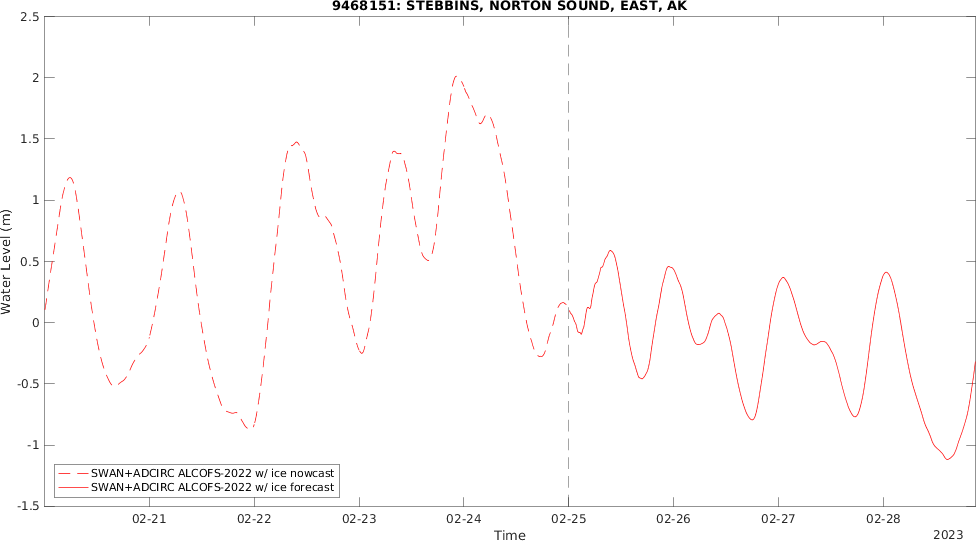 9468151: STEBBINS, NORTON SOUND, EAST, AK
2.5
2
1.5
1
0.5
0
-0.5
-1
-1.5
Water Level (m)
SWAN+ADCIRC ALCOFS-2022 w/ ice nowcast
SWAN+ADCIRC ALCOFS-2022 w/ ice forecast
02-21 02-22 02-23 02-24 02-25 02-26 02-27 02-28
Time
2023